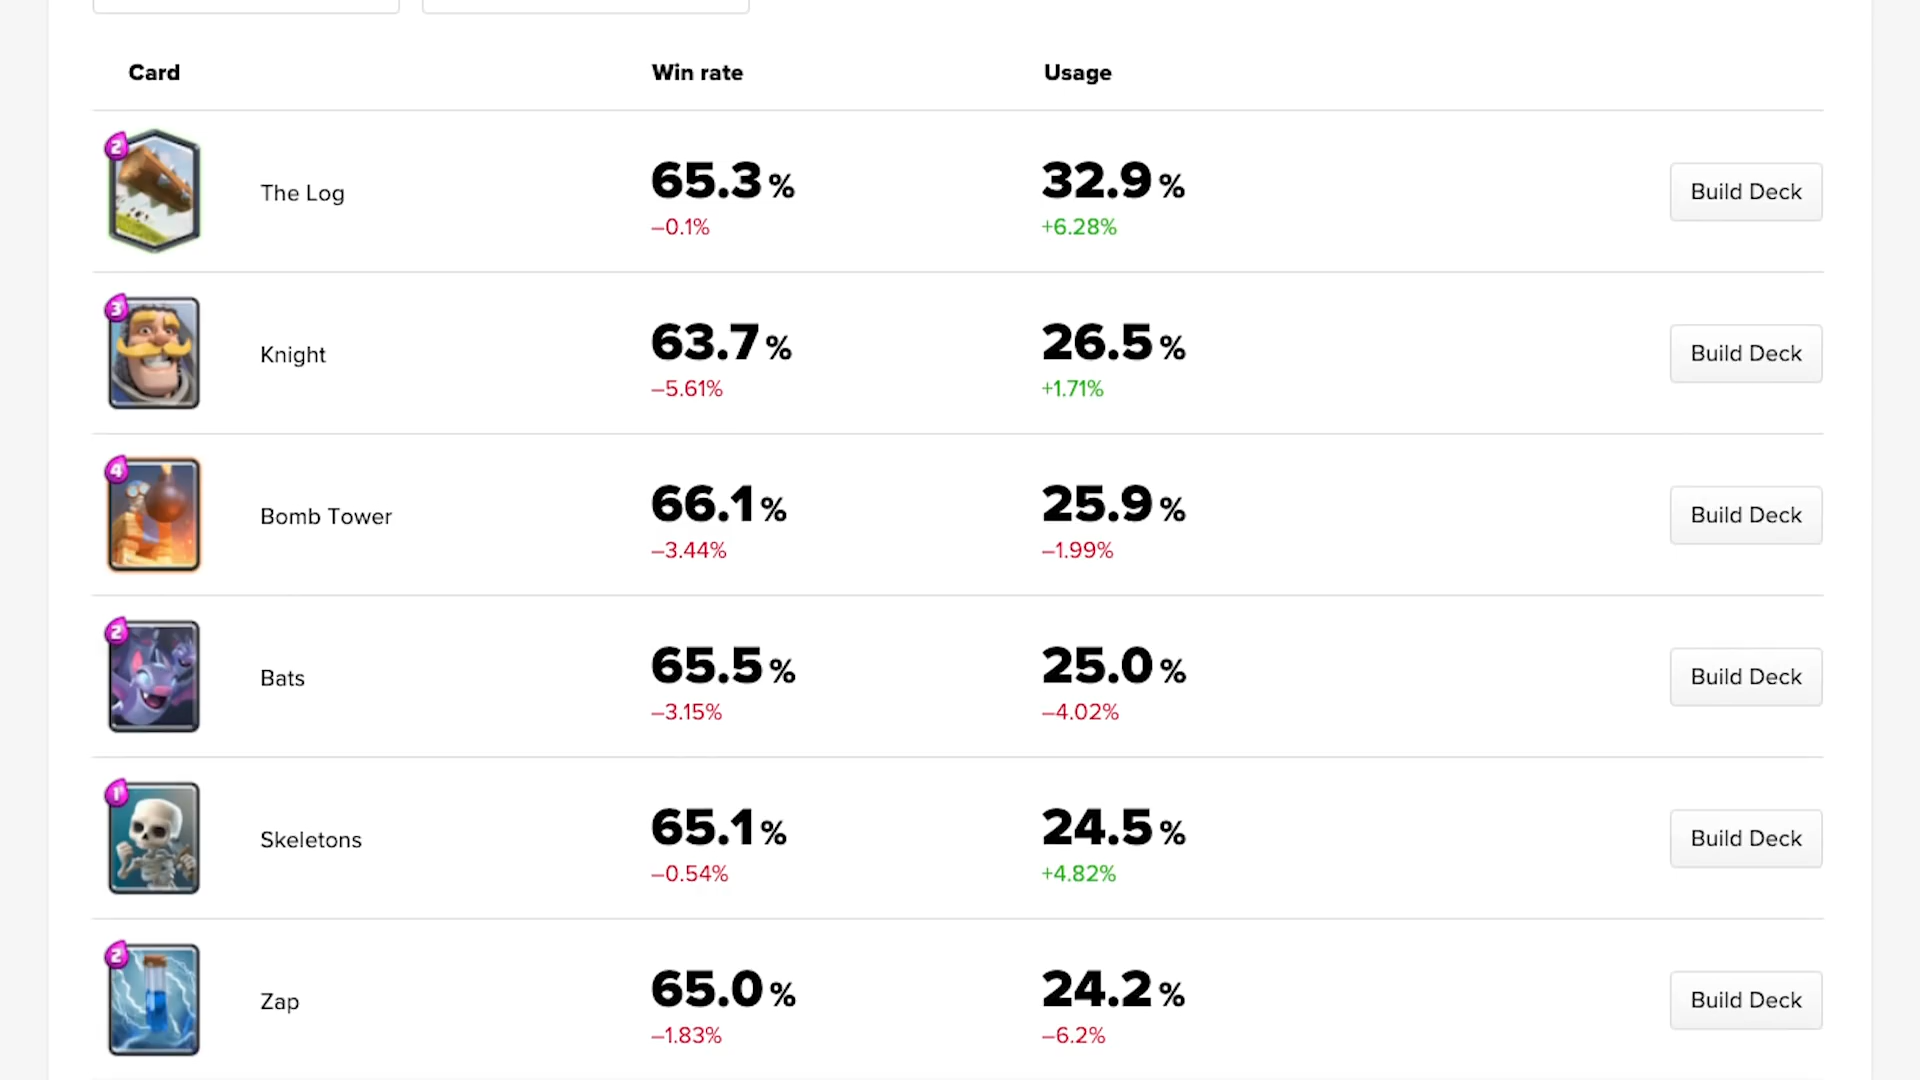 Card Win rate Usage
2
The Log 65.3% 32.9% Build Deck
–0.1% +6.28%
3
Knight 63.7% 26.5% Build Deck
–5.61% +1.71%
4
Bomb Tower 66.1% 25.9% Build Deck
–3.44% –1.99%
2
Bats 65.5% 25.0% Build Deck
–3.15% –4.02%
1
Skeletons 65.1% 24.5% Build Deck
–0.54% +4.82%
2
Zap 65.0% 24.2% Build Deck
–1.83% –6.2%